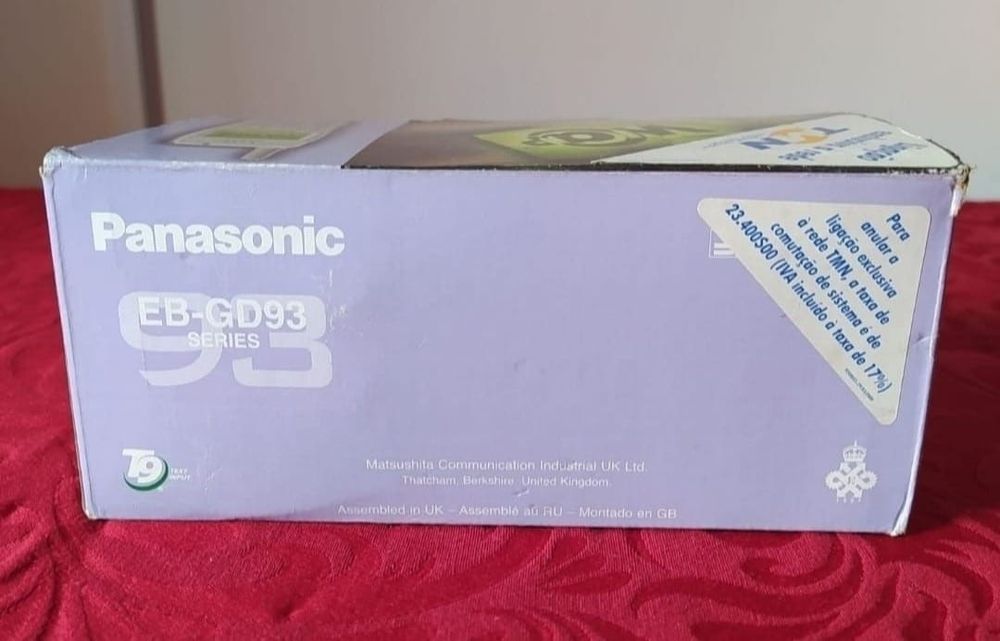 Panasonic
EB-GD93
SERIES
93
T9
TEXT
INPUT
Matsushita Communication Industrial UK Ltd.
Thatcham, Berkshire, United Kingdom.
Assembled in UK – Assemblé au RU – Montado en GB
Para
anular a
ligação exclusiva
à rede TMN, a taxa de
comutação de sistema é de
23.400$00 (IVA incluído à taxa de 17%)